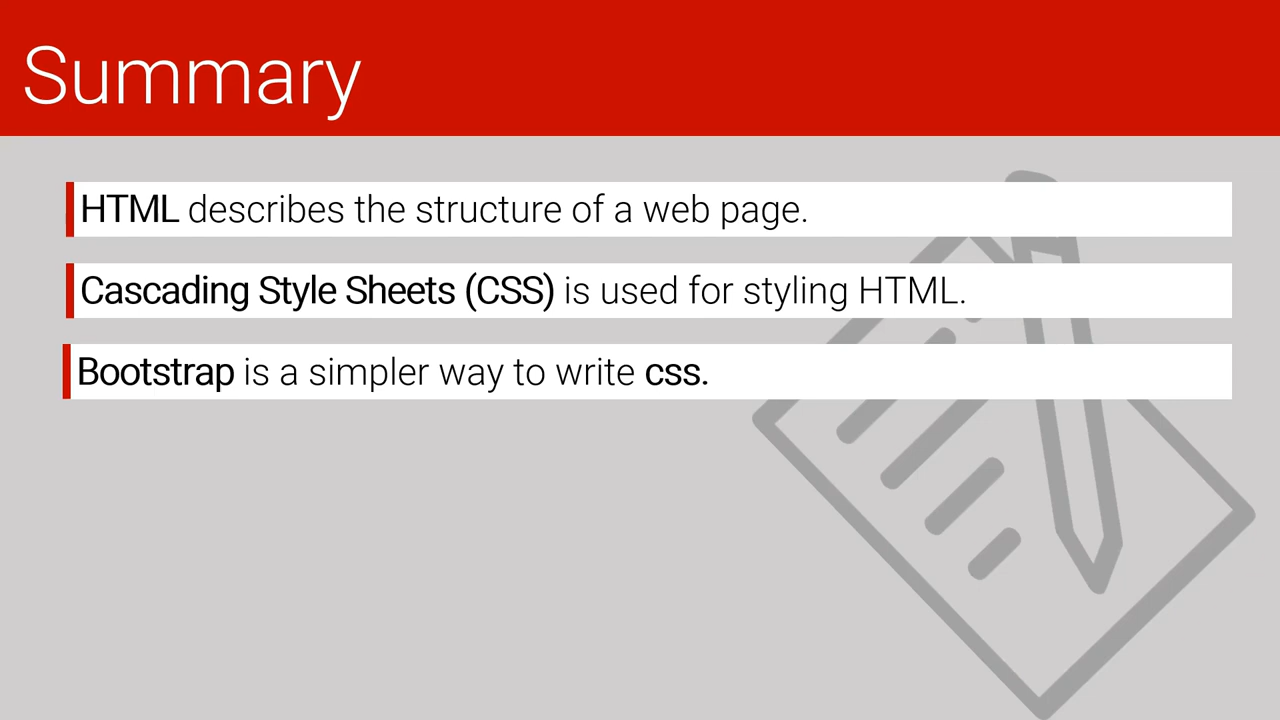 Summary
HTML describes the structure of a web page.
Cascading Style Sheets (CSS) is used for styling HTML.
Bootstrap is a simpler way to write css.